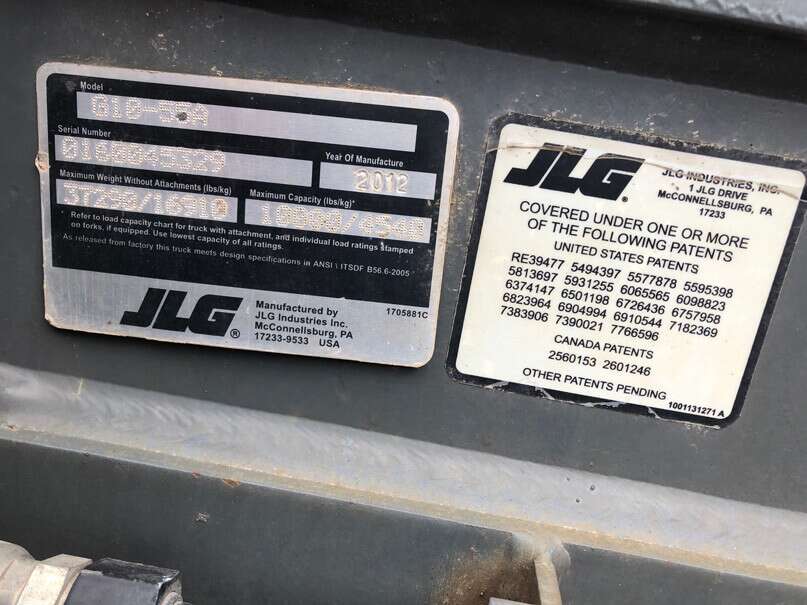 Model
G10-55A
Serial Number
0160045329
Year Of Manufacture
2012
Maximum Weight Without Attachments (lbs/kg)
37290/16910
Maximum Capacity (lbs/kg)*
10000/4540
Refer to load capacity chart for truck with attachment, and individual load ratings stamped
on forks, if equipped. Use lowest capacity of all ratings.
As released from factory this truck meets design specifications in ANSI \ ITSDF B56.6-2005
JLG®
Manufactured by
JLG Industries Inc.
McConnellsburg, PA
17233-9533 USA
1705881C
JLG®
JLG INDUSTRIES, INC.
1 JLG DRIVE
McCONNELLSBURG, PA
17233
COVERED UNDER ONE OR MORE
OF THE FOLLOWING PATENTS
UNITED STATES PATENTS
RE39477 5494397 5577878 5595398
5813697 5931255 6065565 6098823
6374147 6501198 6726436 6757958
6823964 6904994 6910544 7182369
7383906 7390021 7766596
CANADA PATENTS
2560153 2601246
OTHER PATENTS PENDING
1001131271 A